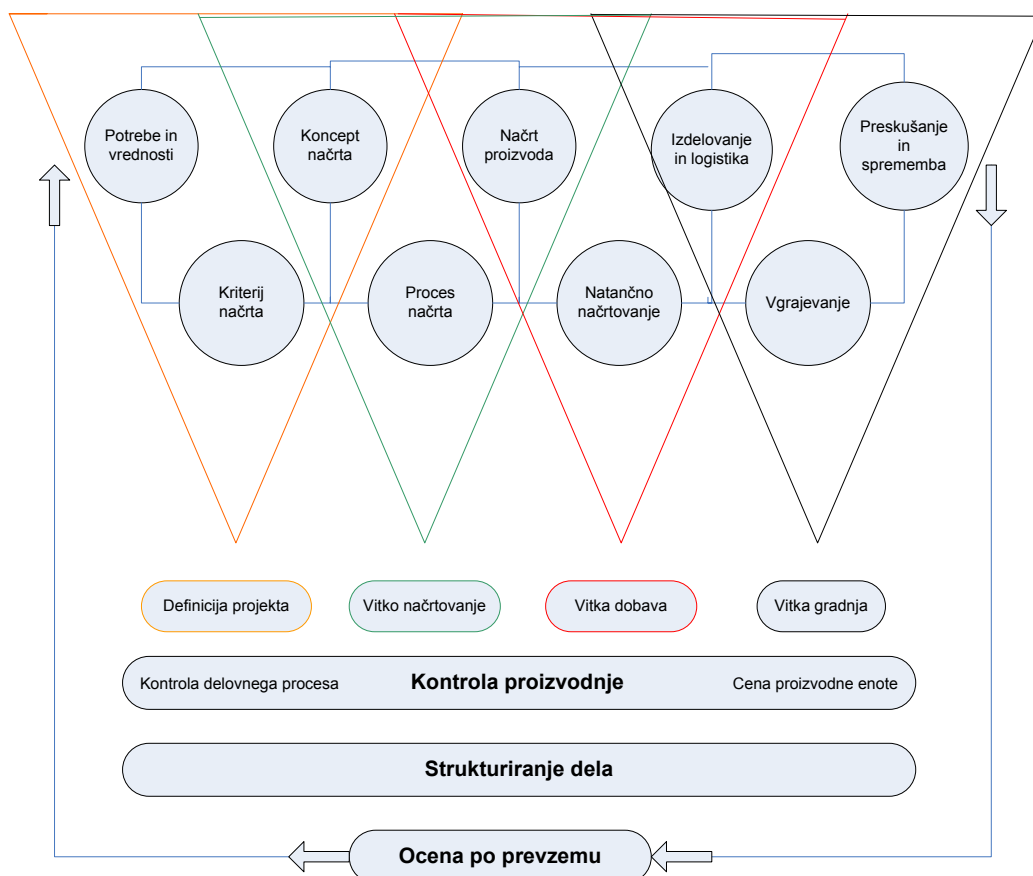 Potrebe in
vrednosti
Koncept
načrta
Načrt
proizvoda
Izdelovanje
in logistika
Preskušanje
in
sprememba
Kriterij
načrta
Proces
načrta
Natančno
načrtovanje
Vgrajevanje
Definicija projekta
Vitko načrtovanje
Vitka dobava
Vitka gradnja
Kontrola delovnega procesa
Kontrola proizvodnje
Cena proizvodne enote
Strukturiranje dela
Ocena po prevzemu